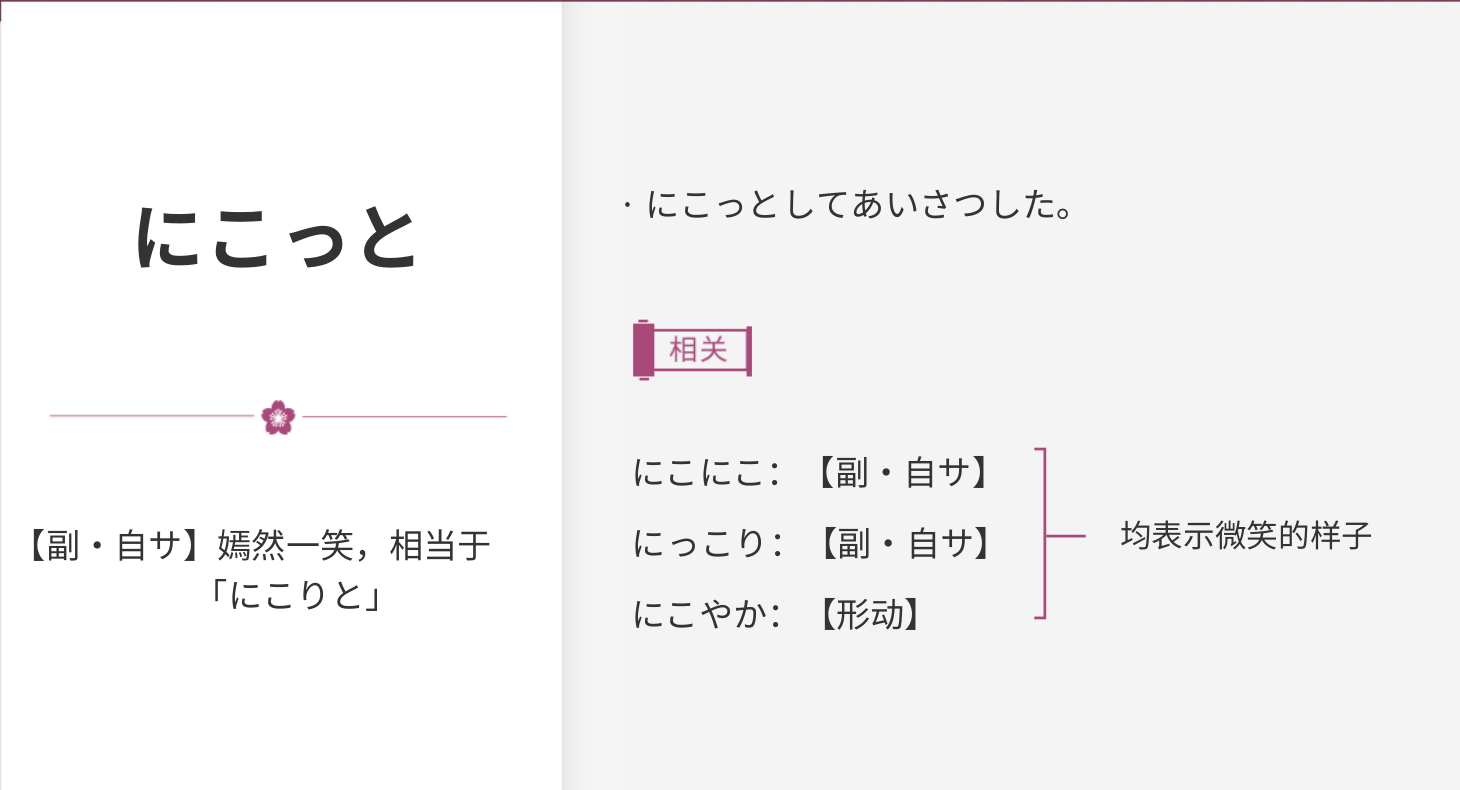 にこっと
【副・自サ】嫣然一笑，相当于
「にこりと」
· にこっとしてあいさつした。
相关
にこにこ：【副・自サ】
にっこり：【副・自サ】
にこやか：【形动】
均表示微笑的样子